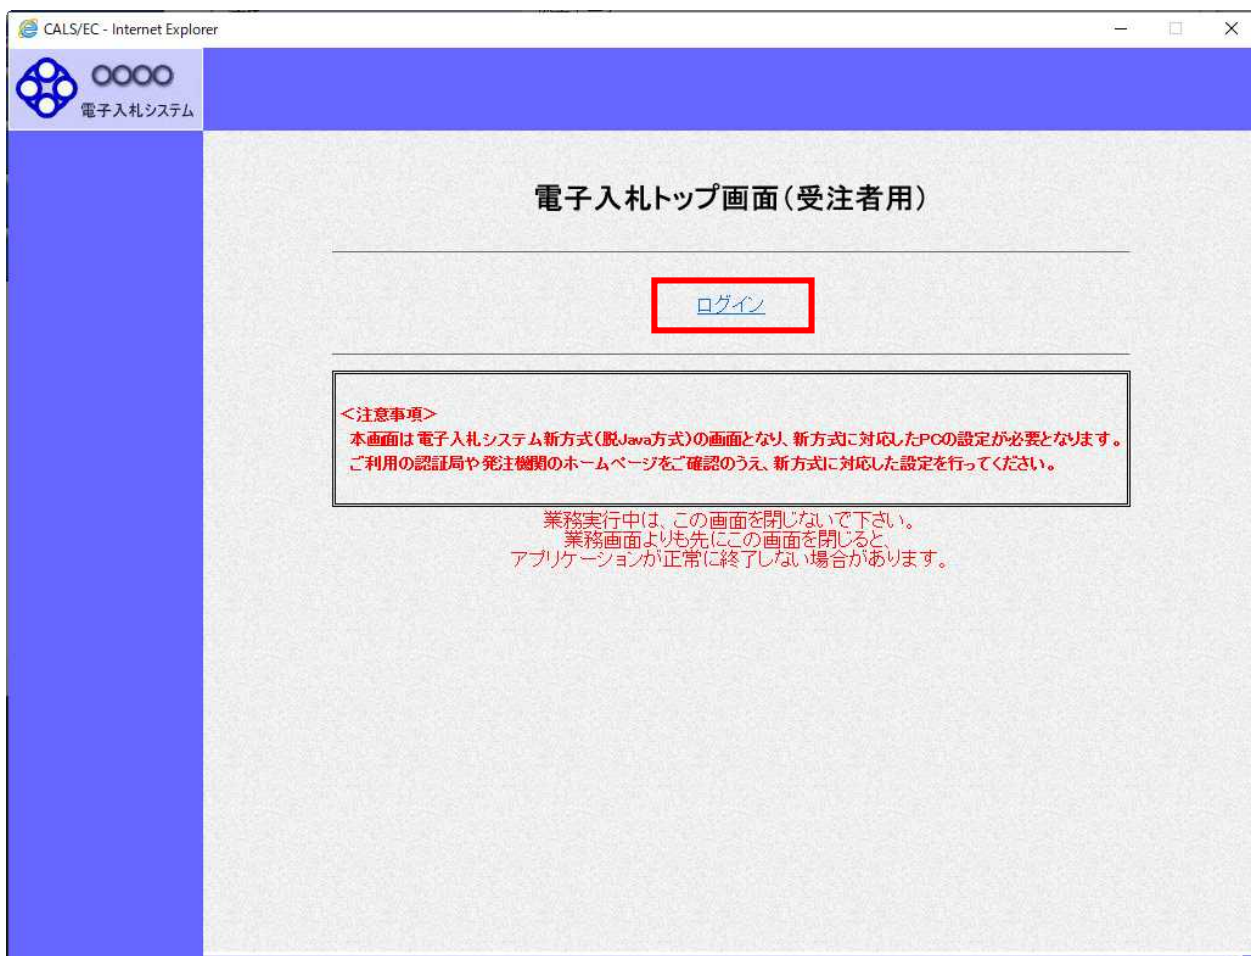 CALS/EC - Internet Explorer
○○○○
電子入札システム
電子入札トップ画面(受注者用)
ログイン
<注意事項>
本画面は電子入札システム新方式(脱Java方式)の画面となり、新方式に対応したPCの設定が必要となります。
ご利用の認証局や発注機関のホームページをご確認のうえ、新方式に対応した設定を行ってください。
業務実行中は、この画面を閉じないで下さい。
業務画面よりも先にこの画面を閉じると、
アプリケーションが正常に終了しない場合があります。